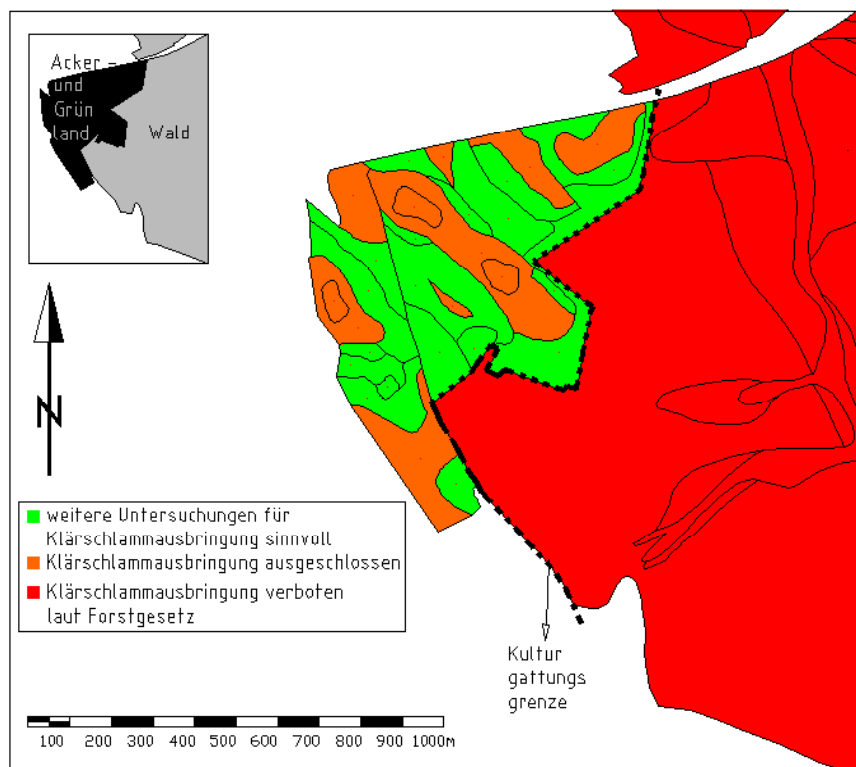 Acker -
und
Grün
land
Wald
N
weitere Untersuchungen für
Klärschlammausbringung sinnvoll
Klärschlammausbringung ausgeschlossen
Klärschlammausbringung verboten
laut Forstgesetz
Kultur
gattungs
grenze
100 200 300 400 500 600 700 800 900 1000m